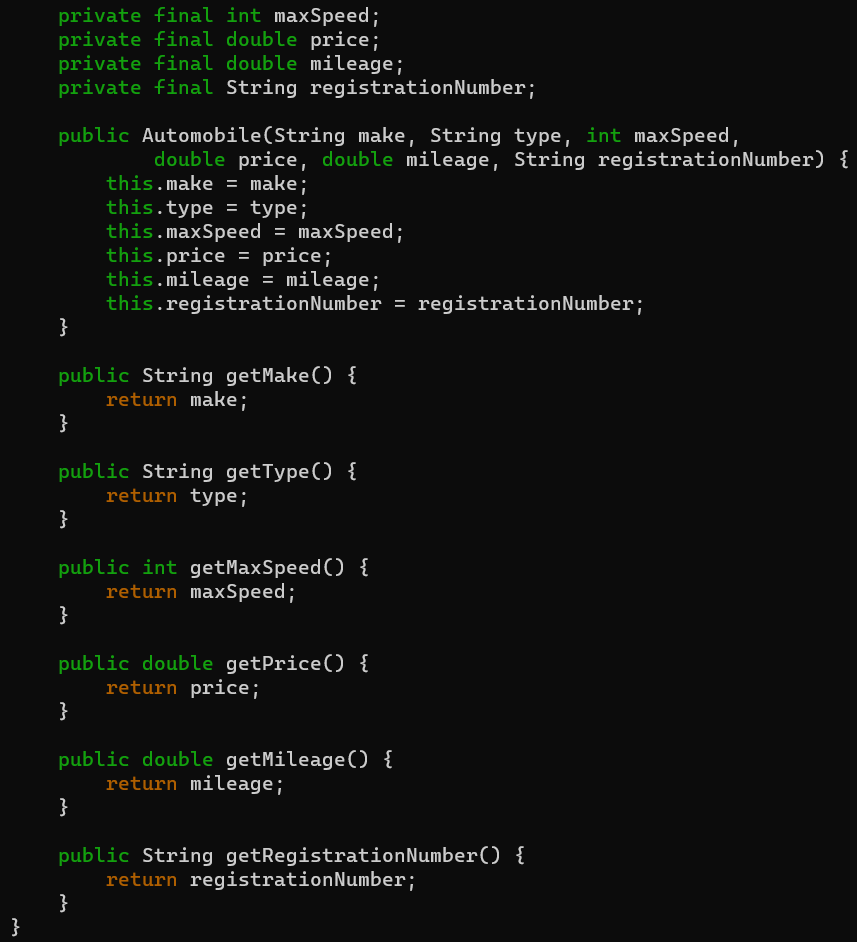 private final int maxSpeed;
    private final double price;
    private final double mileage;
    private final String registrationNumber;

    public Automobile(String make, String type, int maxSpeed,
            double price, double mileage, String registrationNumber) {
        this.make = make;
        this.type = type;
        this.maxSpeed = maxSpeed;
        this.price = price;
        this.mileage = mileage;
        this.registrationNumber = registrationNumber;
    }

    public String getMake() {
        return make;
    }

    public String getType() {
        return type;
    }

    public int getMaxSpeed() {
        return maxSpeed;
    }

    public double getPrice() {
        return price;
    }

    public double getMileage() {
        return mileage;
    }

    public String getRegistrationNumber() {
        return registrationNumber;
    }
}